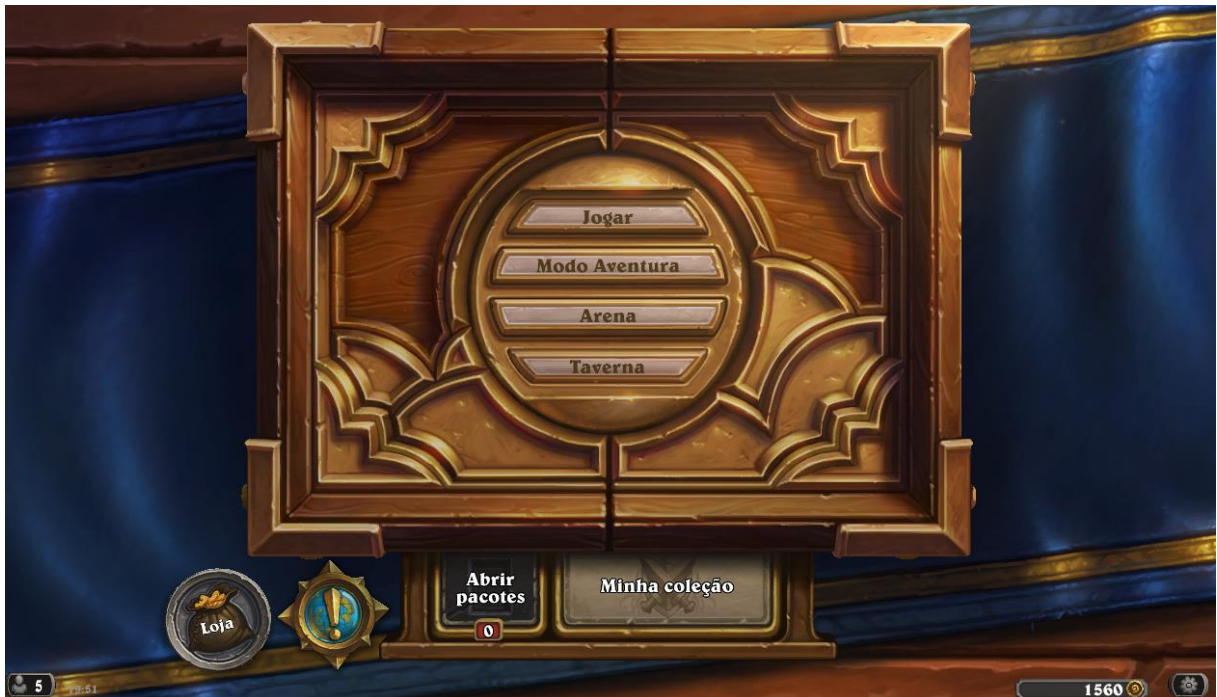 Jogar
Modo Aventura
Arena
Taverna
Abrir
pacotes
0
Minha coleção
Loja
5
1560